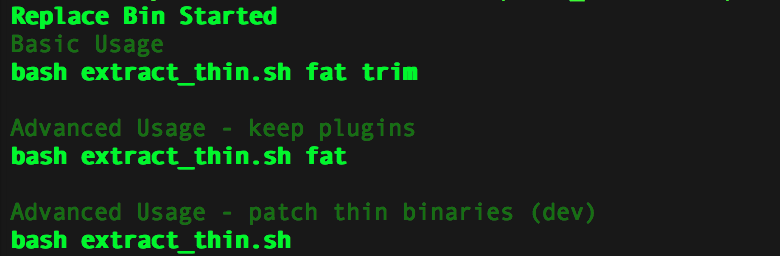 Replace Bin Started
Basic Usage
bash extract_thin.sh fat trim
Advanced Usage - keep plugins
bash extract_thin.sh fat
Advanced Usage - patch thin binaries (dev)
bash extract_thin.sh